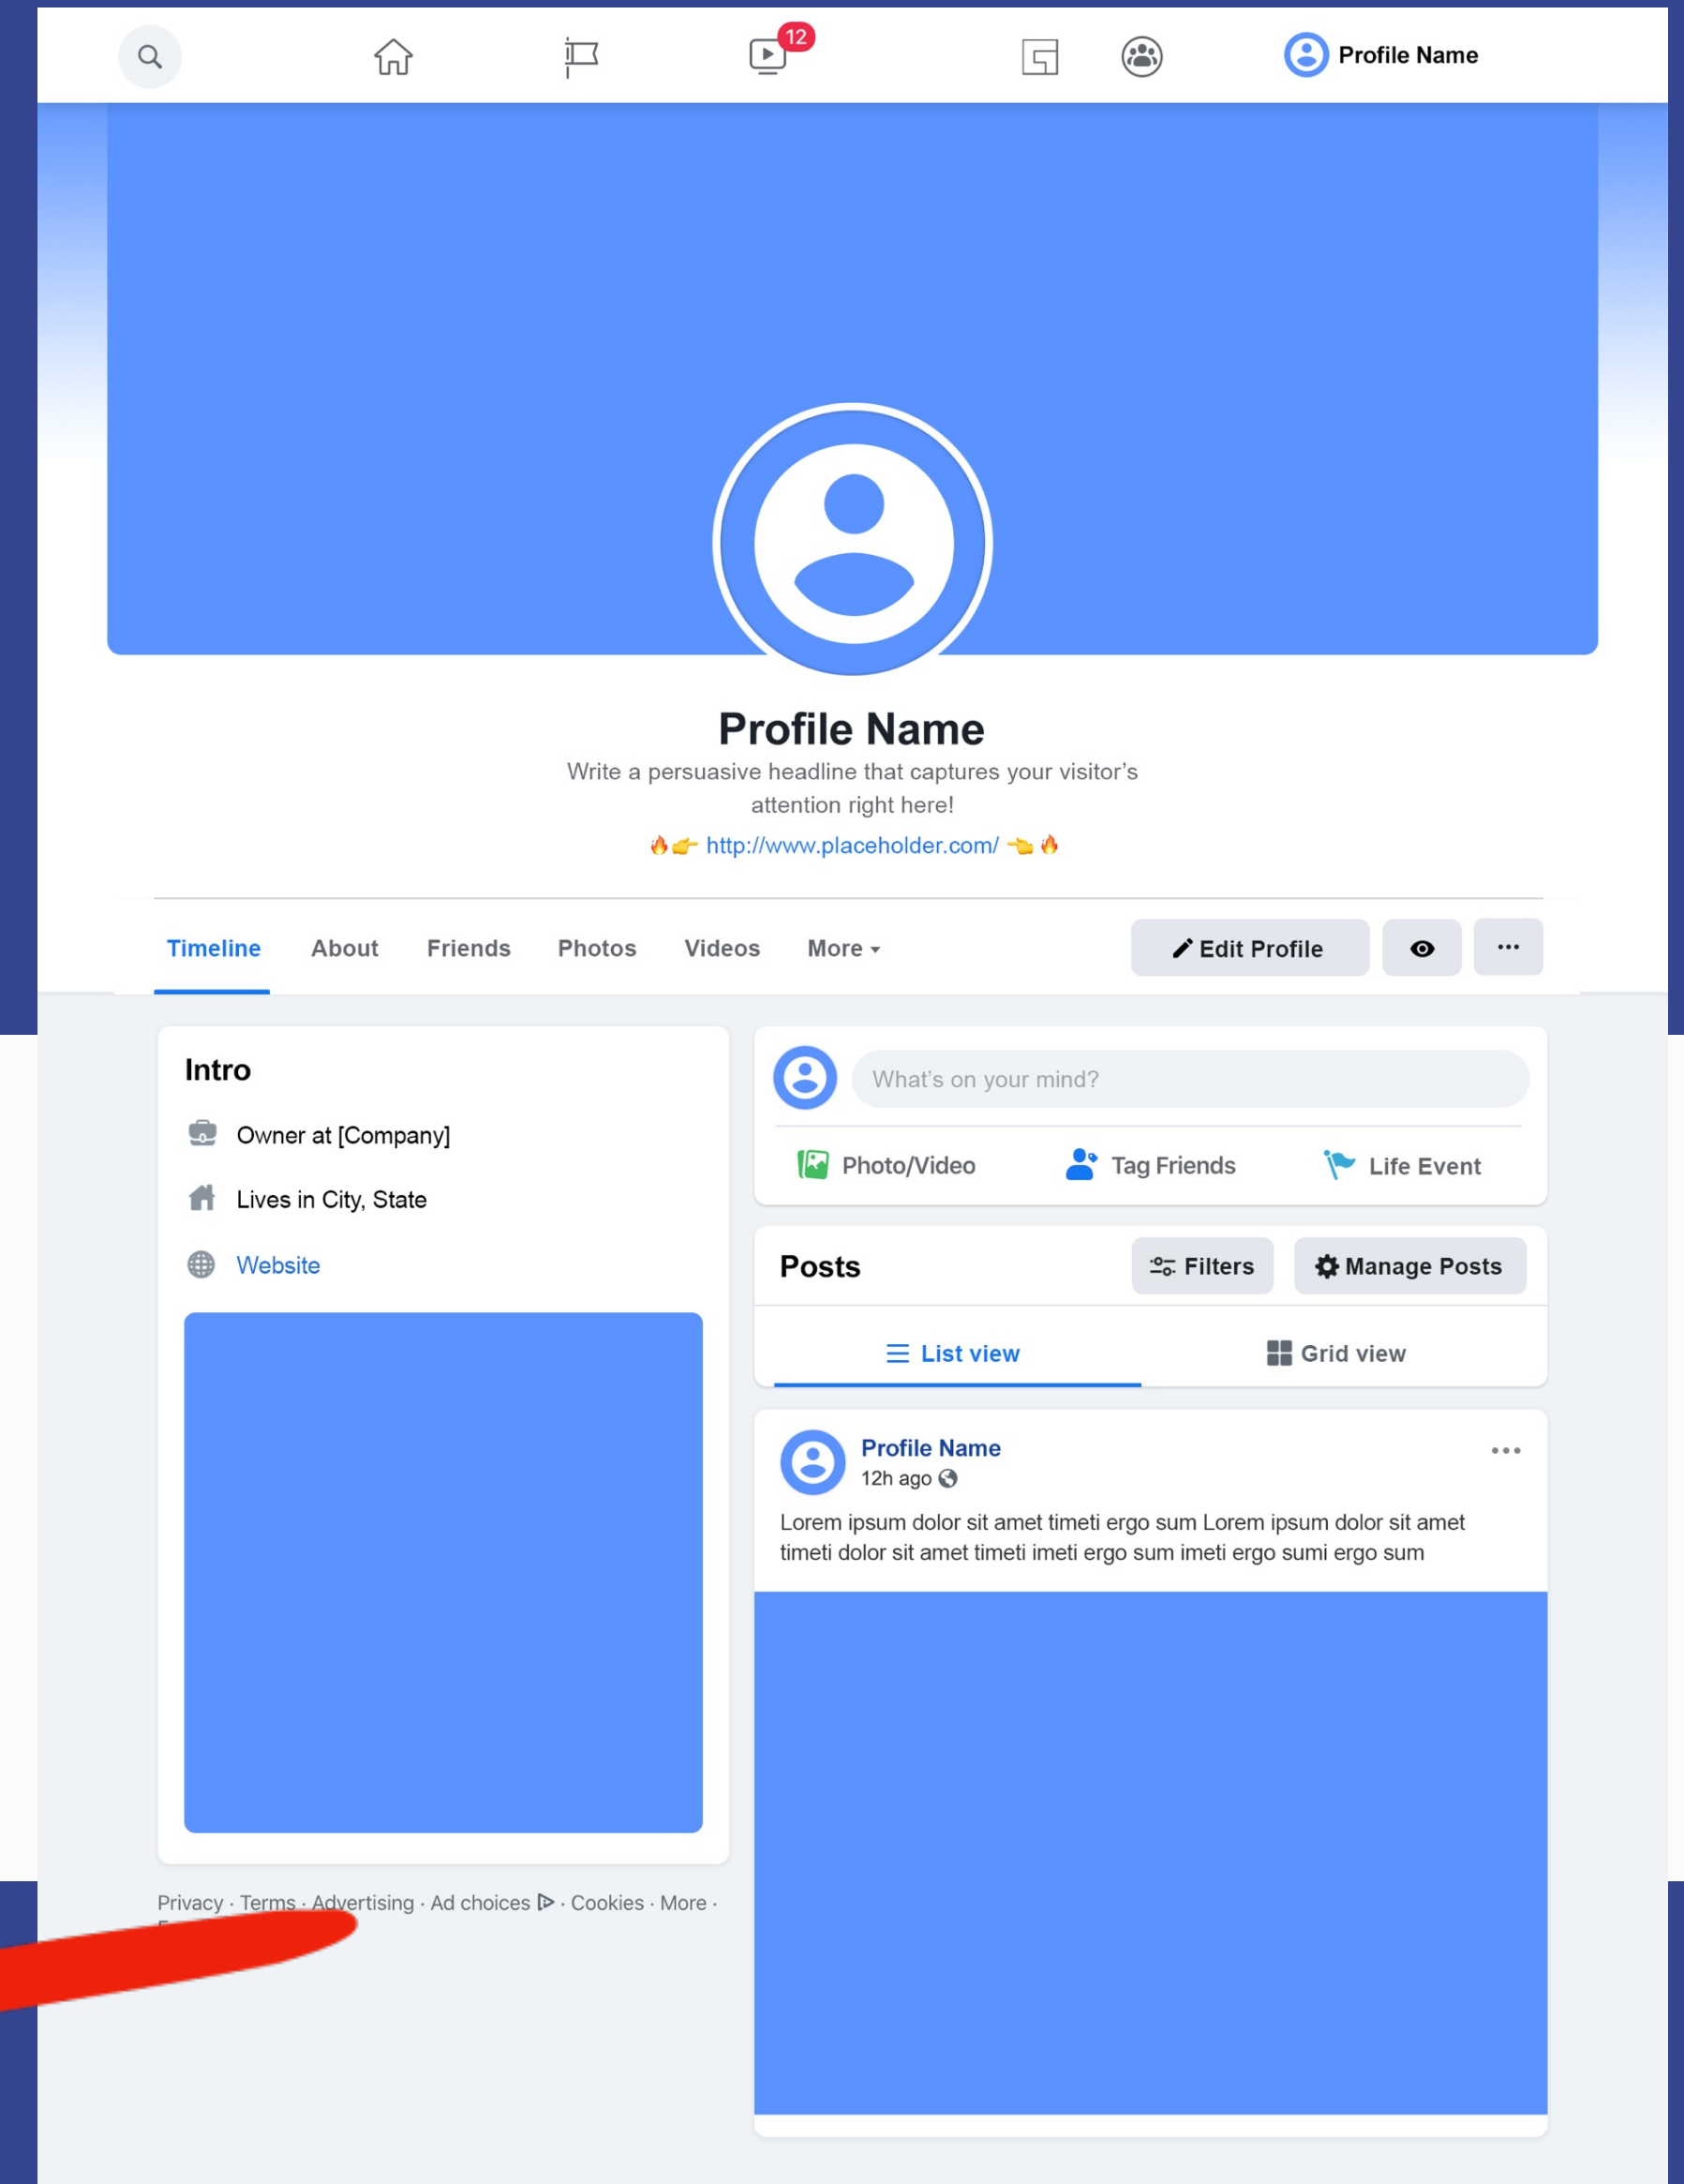 12
Profile Name
Profile Name
Write a persuasive headline that captures your visitor's
attention right here!
🔥👉 http://www.placeholder.com/ 👈🔥
Timeline About Friends Photos Videos More
Edit Profile ...
Intro
Owner at [Company]
Lives in City, State
Website
Privacy · Terms · Advertising · Ad choices · Cookies · More ·
What's on your mind?
Photo/Video Tag Friends Life Event
Posts Filters Manage Posts
List view Grid view
Profile Name
12h ago
Lorem ipsum dolor sit amet timeti ergo sum Lorem ipsum dolor sit amet
timeti dolor sit amet timeti imeti ergo sum imeti ergo sumi ergo sum